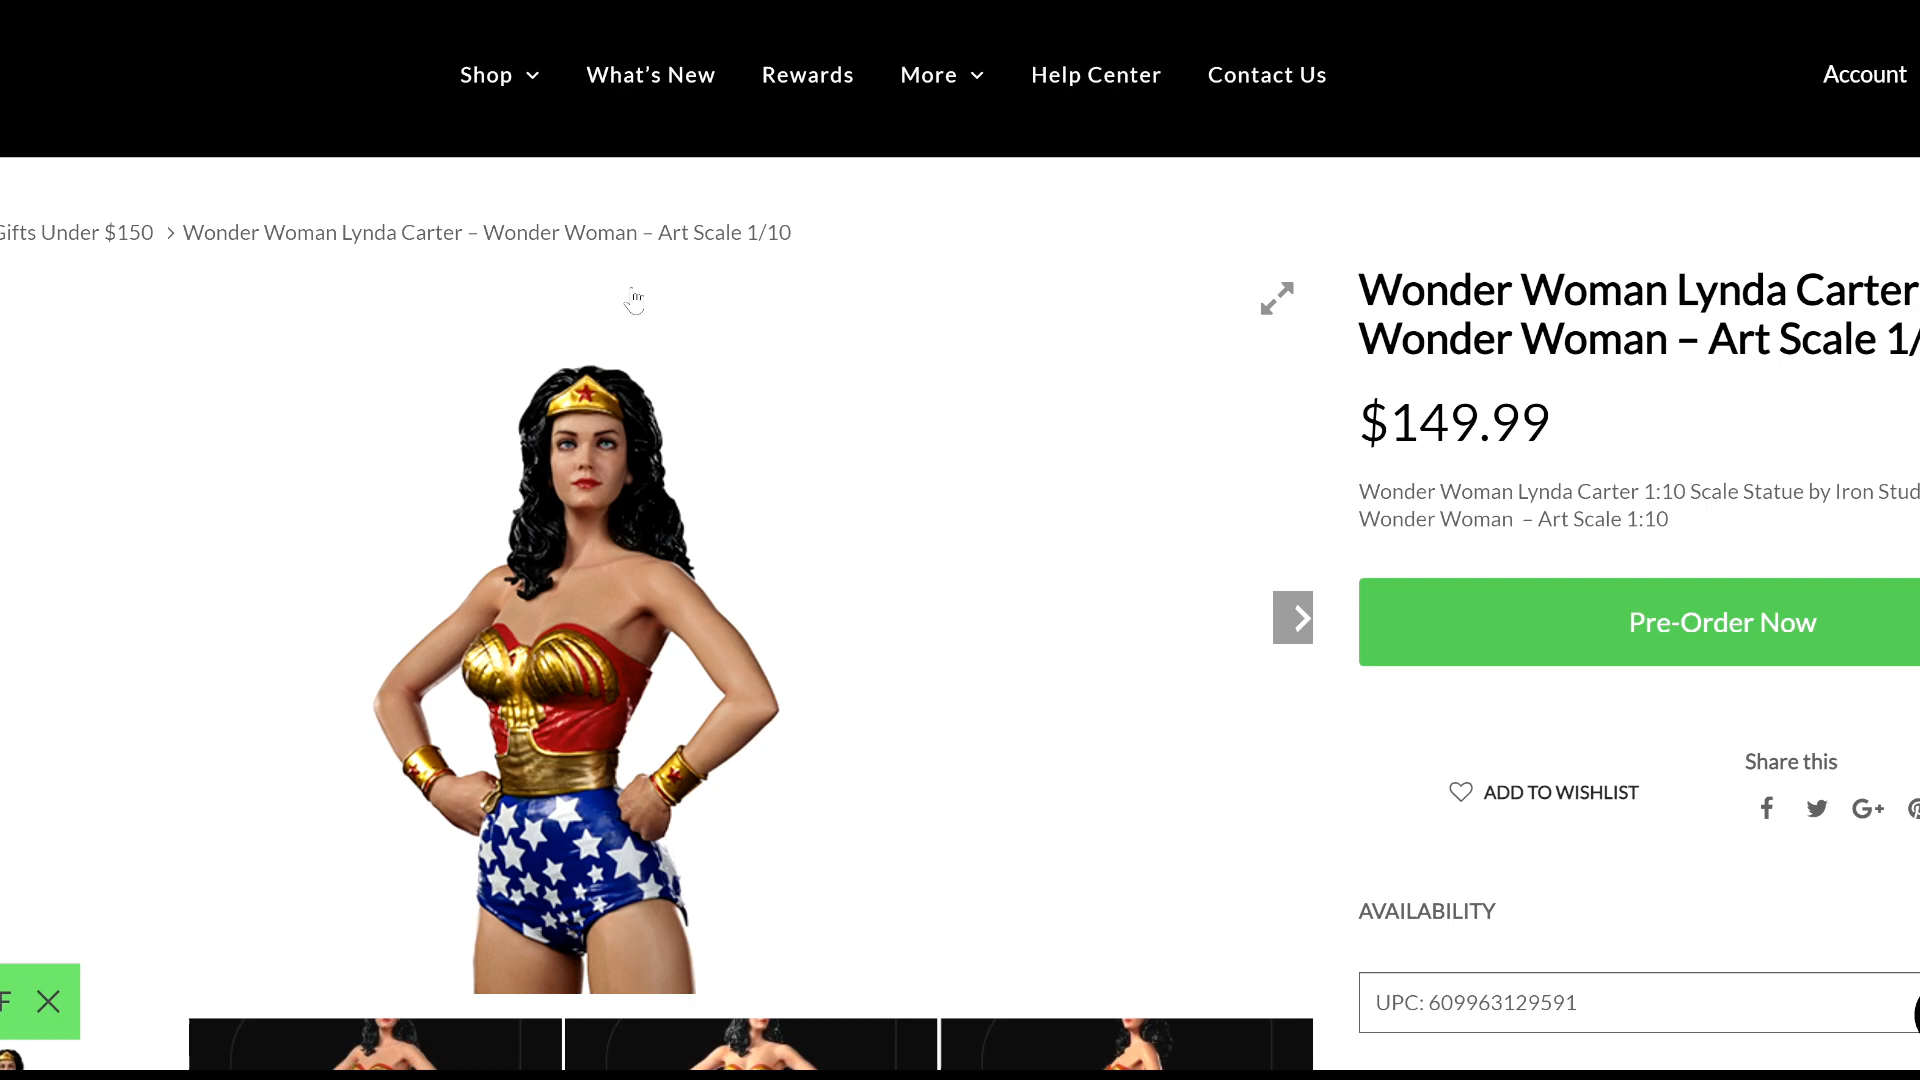 Shop
What's New
Rewards
More
Help Center
Contact Us
Account
Gifts Under $150 > Wonder Woman Lynda Carter – Wonder Woman – Art Scale 1/10
Wonder Woman Lynda Carter
Wonder Woman – Art Scale 1/
$149.99
Wonder Woman Lynda Carter 1:10 Scale Statue by Iron Stud
Wonder Woman – Art Scale 1:10
Pre-Order Now
Share this
ADD TO WISHLIST
G+
AVAILABILITY
F
UPC: 609963129591